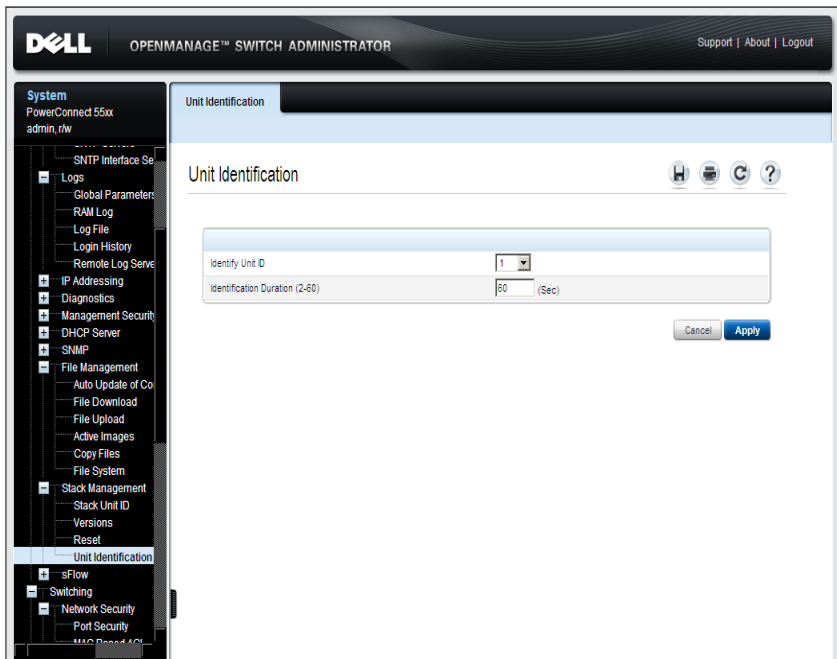 DELL OPENMANAGE™ SWITCH ADMINISTRATOR
Support | About | Logout
System
PowerConnect 55xx
admin, r/w
SNTP Interface Se
Logs
Global Parameters
RAM Log
Log File
Login History
Remote Log Serve
IP Addressing
Diagnostics
Management Security
DHCP Server
SNMP
File Management
Auto Update of Co
File Download
File Upload
Active Images
Copy Files
File System
Stack Management
Stack Unit ID
Versions
Reset
Unit Identification
sFlow
Switching
Network Security
Port Security
MAC Based ACL
Unit Identification
Unit Identification
Identify Unit ID 1
Identification Duration (2-60) 60 (Sec)
Cancel Apply